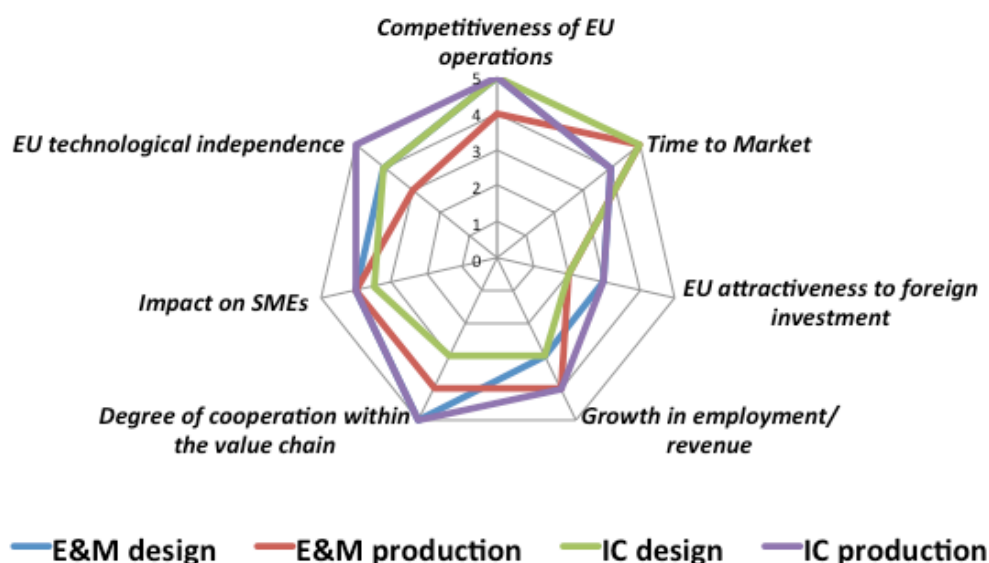 Competitiveness of EU
operations
5
4
3
2
1
0
EU technological independence
Time to Market
Impact on SMEs
EU attractiveness to foreign
investment
Degree of cooperation within
the value chain
Growth in employment/
revenue
E&M design E&M production IC design IC production